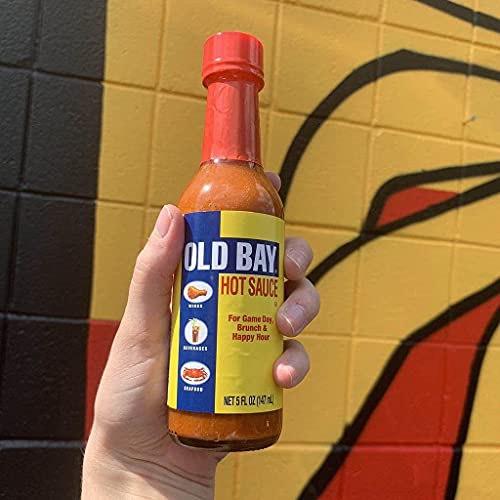 OLD BAY
HOT SAUCE
WINGS
For Game Day,
Brunch &
Happy Hour
BEVERAGES
SEAFOOD
NET 5 FL OZ (147 mL)